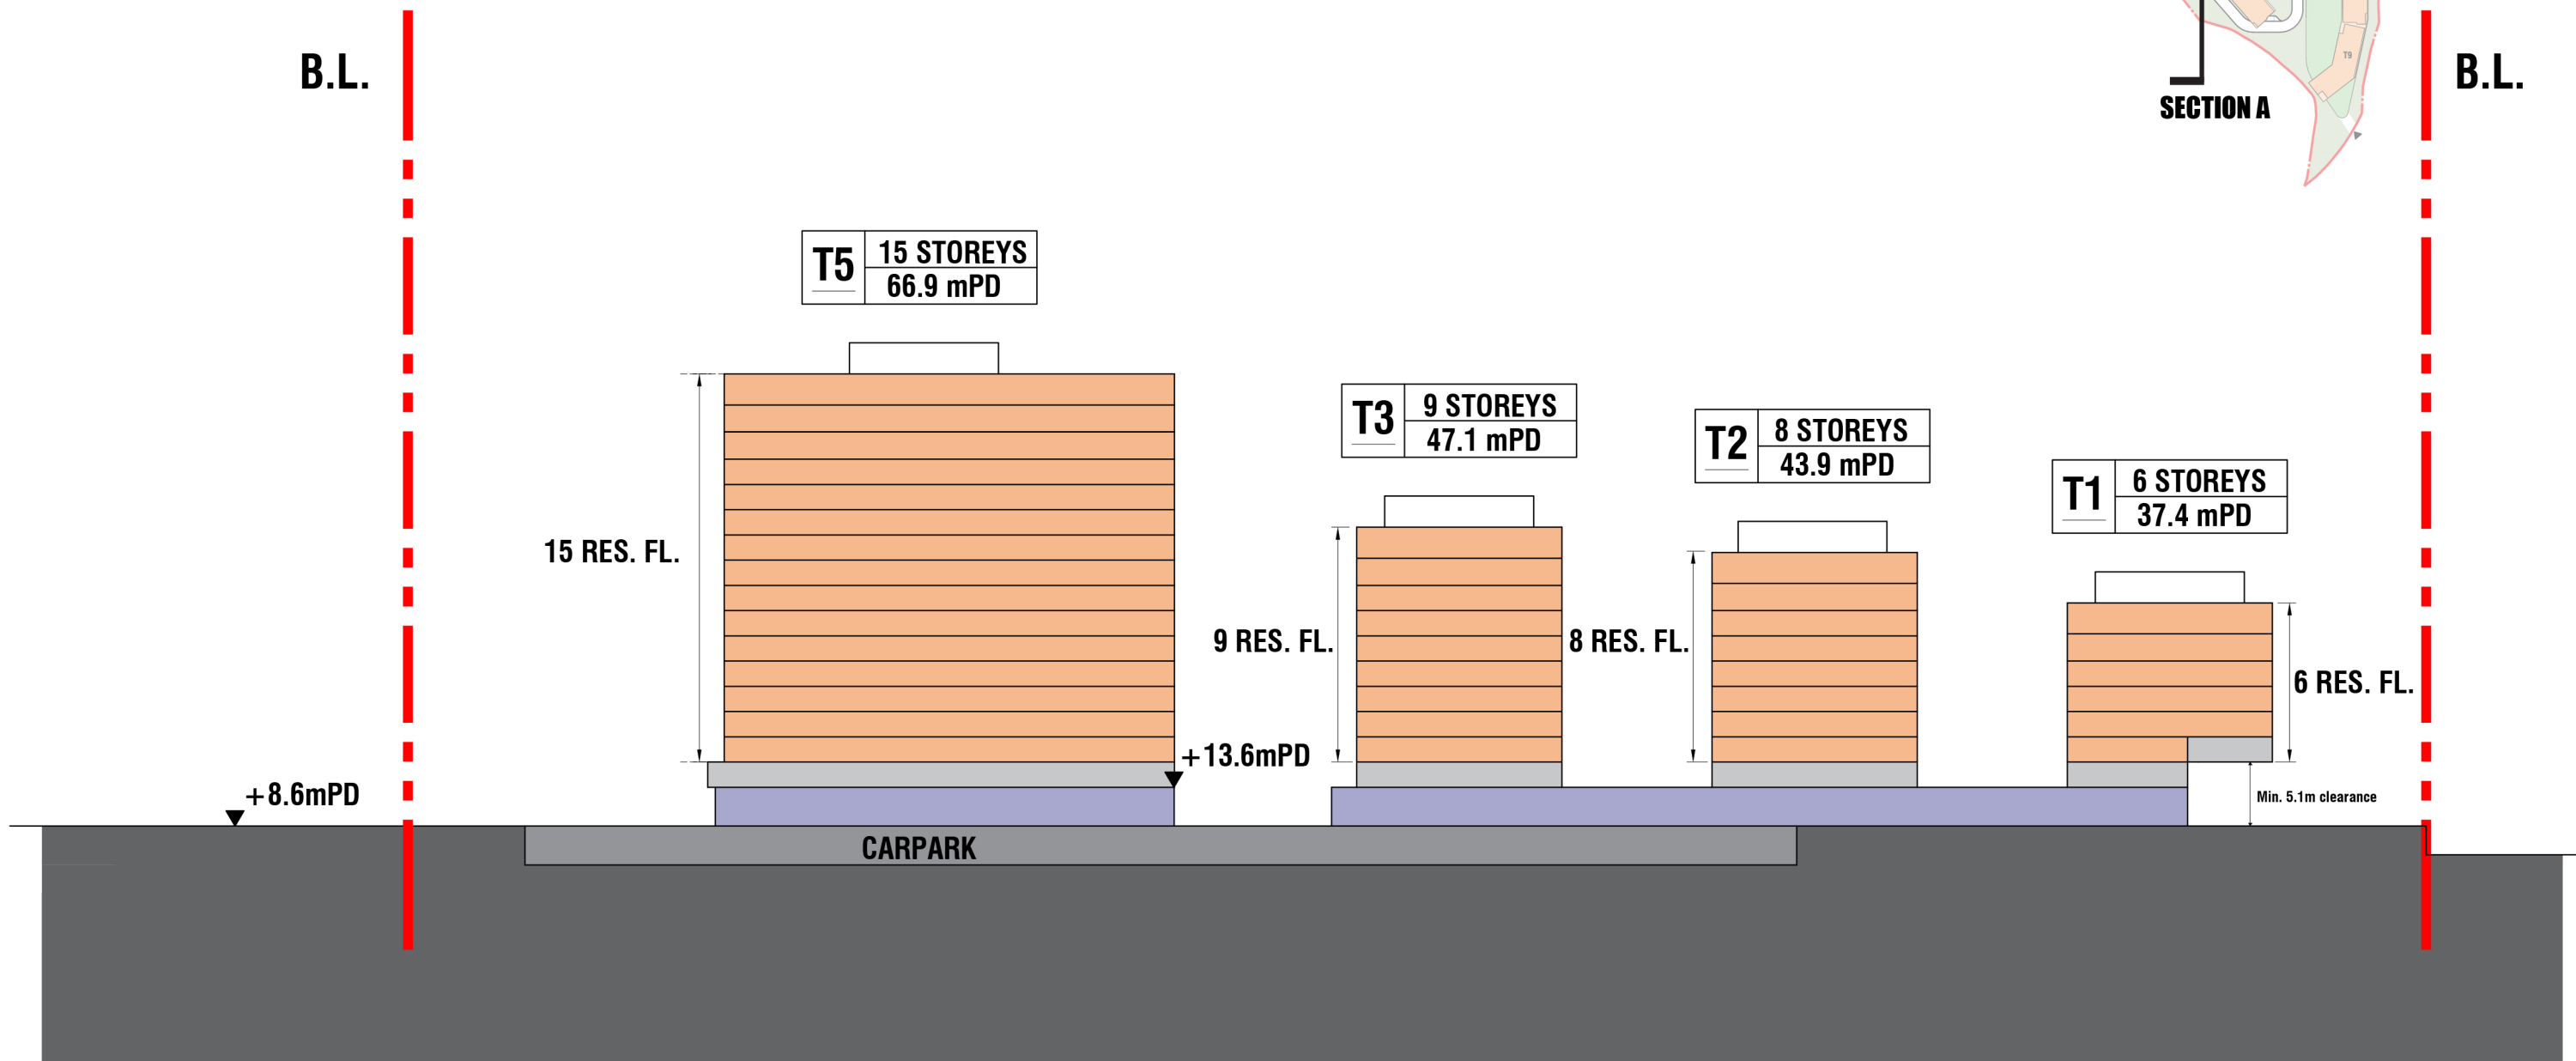 B.L.
B.L.
T9
SECTION A
T5
15 STOREYS
66.9 mPD
T3
9 STOREYS
47.1 mPD
T2
8 STOREYS
43.9 mPD
T1
6 STOREYS
37.4 mPD
15 RES. FL.
9 RES. FL.
8 RES. FL.
6 RES. FL.
+13.6mPD
+8.6mPD
Min. 5.1m clearance
CARPARK